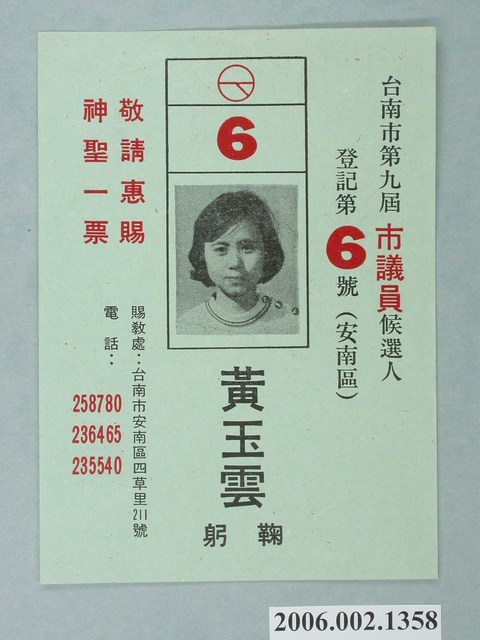 台南市第九屆市議員候選人
登記第6號(安南區)
6
黃玉雲
鞠躬
敬請惠賜
神聖一票
賜教處:台南市安南區四草里211號
電話:
258780
236465
235540
2006.002.1358